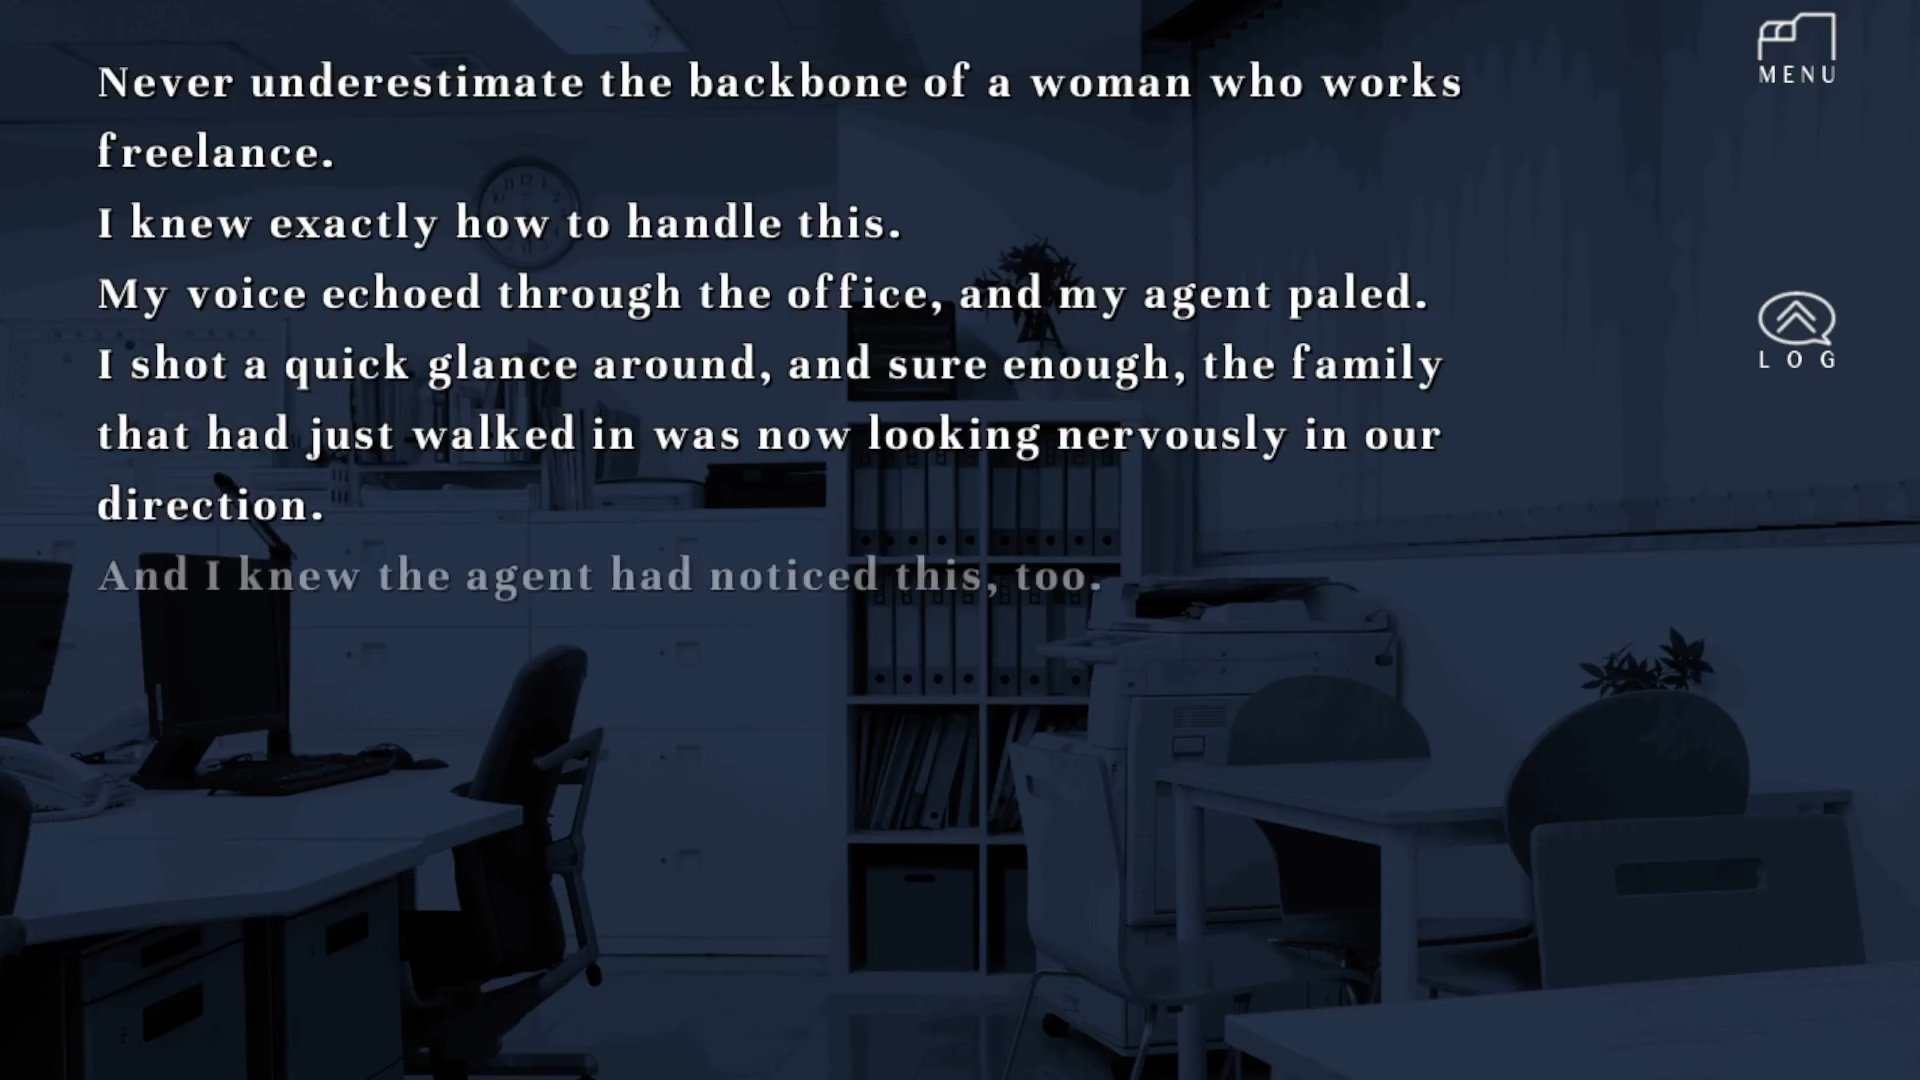 Never underestimate the backbone of a woman who works
freelance.
I knew exactly how to handle this.
My voice echoed through the office, and my agent paled.
I shot a quick glance around, and sure enough, the family
that had just walked in was now looking nervously in our
direction.
And I knew the agent had noticed this, too.
MENU
LOG